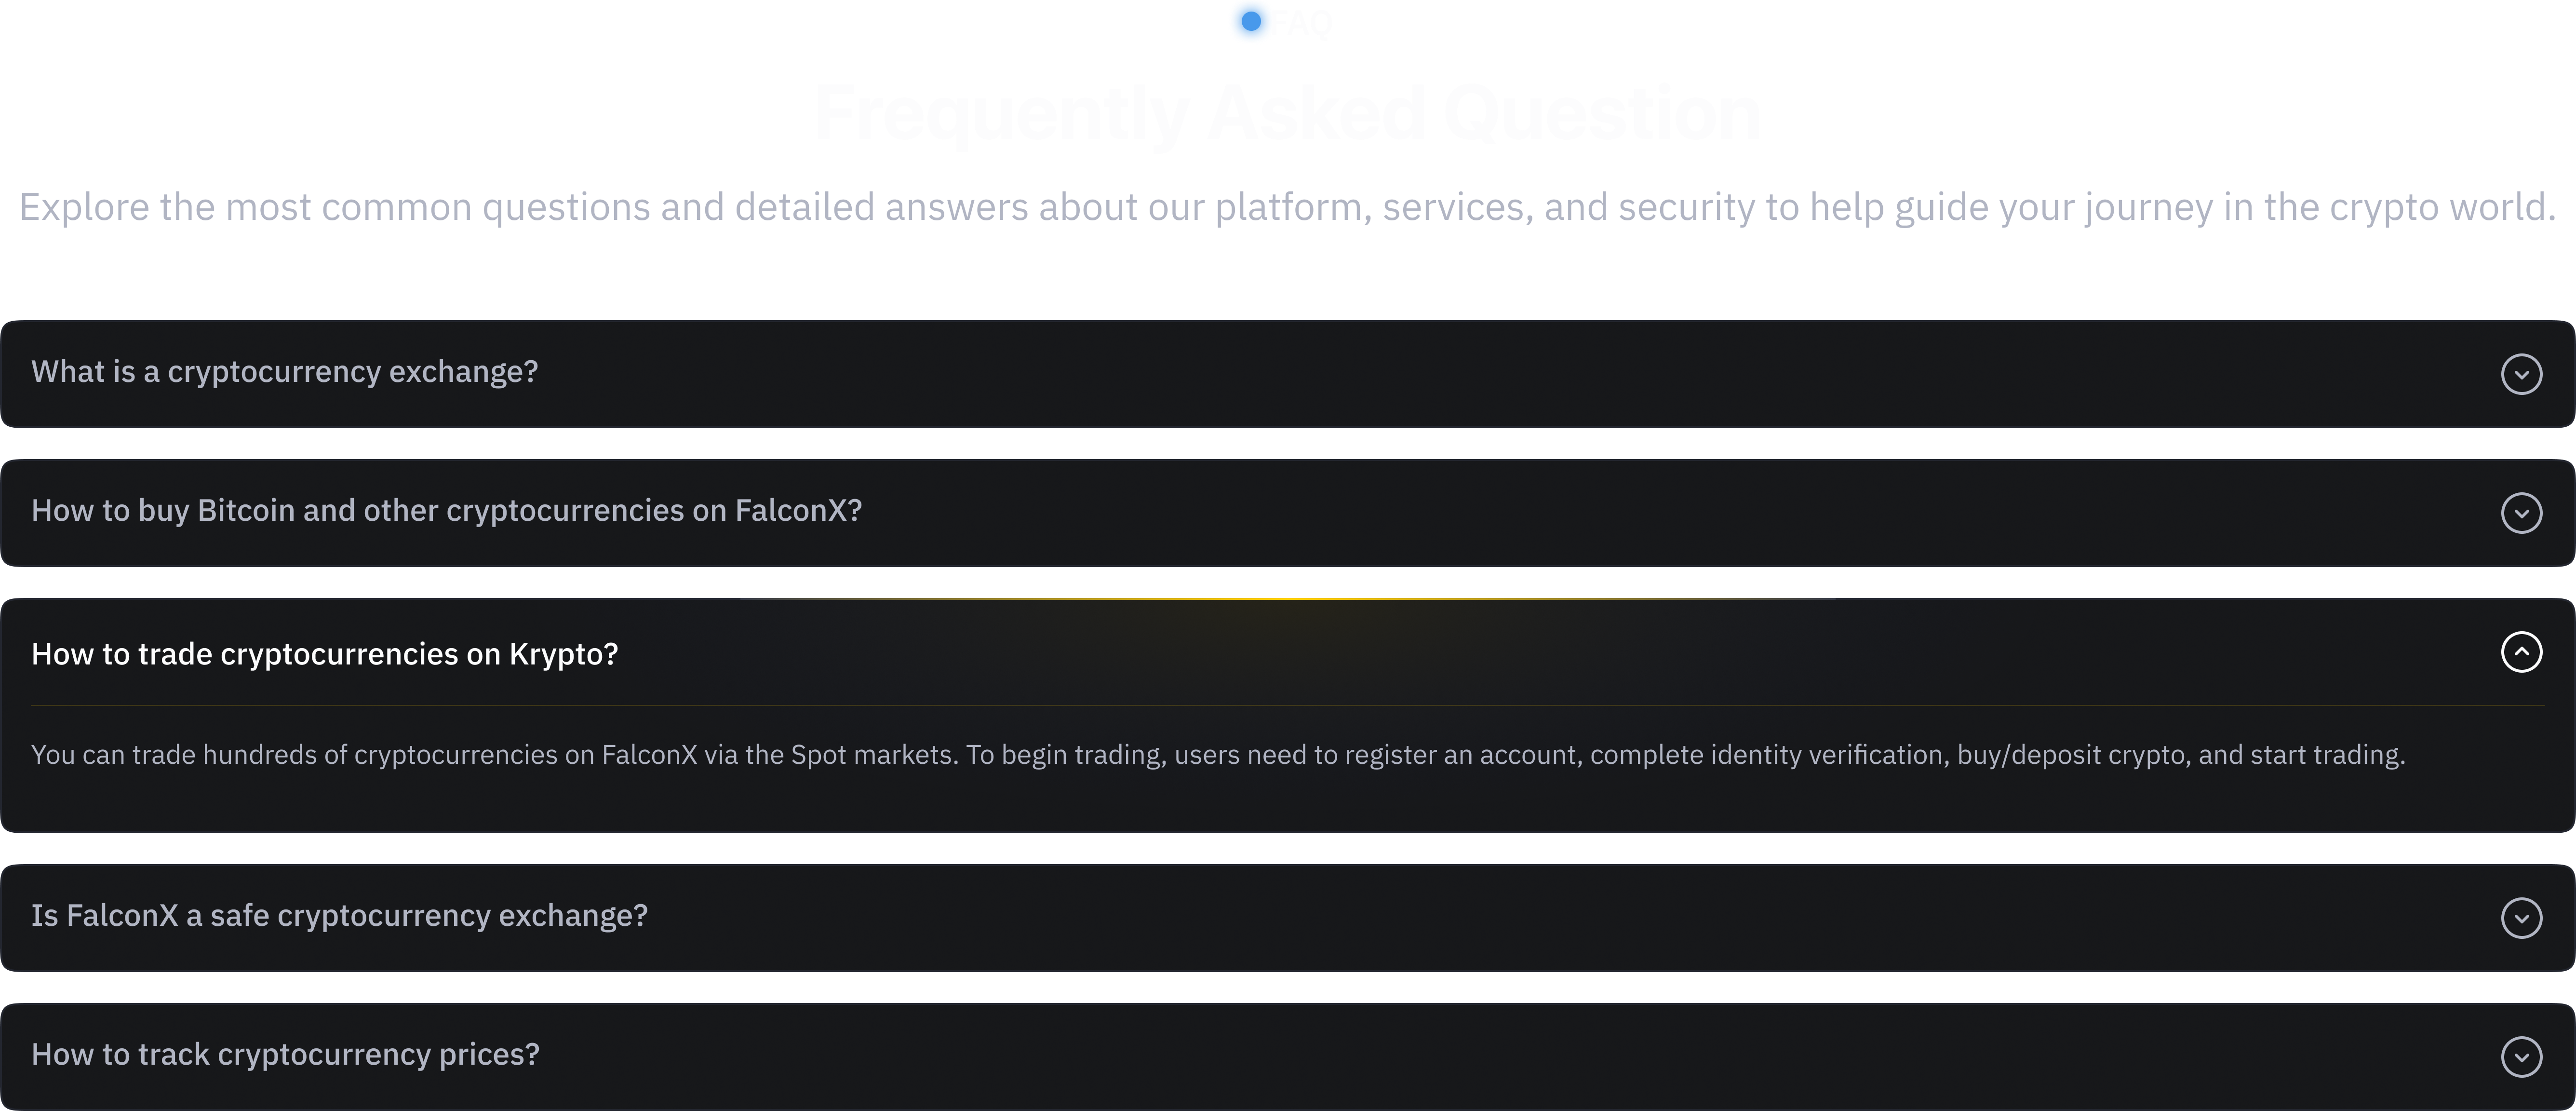 FAQ
Frequently Asked Question
Explore the most common questions and detailed answers about our platform, services, and security to help guide your journey in the crypto world.
What is a cryptocurrency exchange?
How to buy Bitcoin and other cryptocurrencies on FalconX?
How to trade cryptocurrencies on Krypto?
You can trade hundreds of cryptocurrencies on FalconX via the Spot markets. To begin trading, users need to register an account, complete identity verification, buy/deposit crypto, and start trading.
Is FalconX a safe cryptocurrency exchange?
How to track cryptocurrency prices?